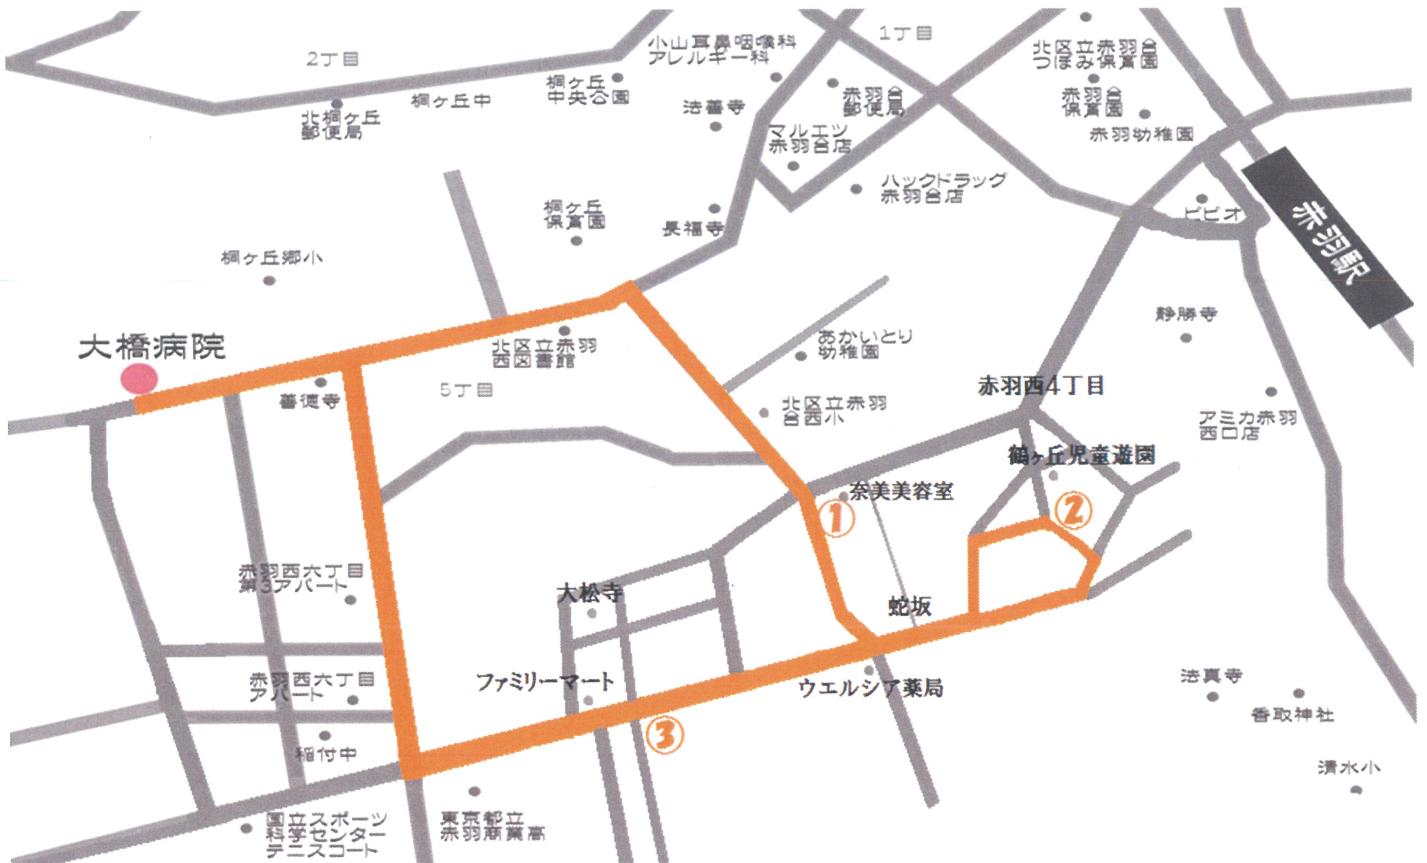 2丁目
小山耳鼻咽喉科
アレルギー科
1丁目
北区立赤羽台
つぼみ保育園
北桐ヶ丘
郵便局
桐ヶ丘中
桐ヶ丘
中央公園
法善寺
赤羽台
郵便局
赤羽台
保育園
赤羽幼稚園
マルエツ
赤羽台店
ハックドラッグ
赤羽台店
ビビオ
赤羽駅
桐ヶ丘
保育園
長福寺
桐ヶ丘郷小
大橋病院
善徳寺
北区立赤羽
西図書館
5丁目
あかいとり
幼稚園
静勝寺
北区立赤羽
台西小
赤羽西4丁目
アミカ赤羽
西口店
鶴ヶ丘児童遊園
奈美美容室
①
②
赤羽西六丁目
第3アパート
大松寺
蛇坂
赤羽西六丁目
アパート
ファミリーマート
ウエルシア薬局
法真寺
香取神社
③
稲付中
清水小
国立スポーツ
科学センター
テニスコート
東京都立
赤羽商業高